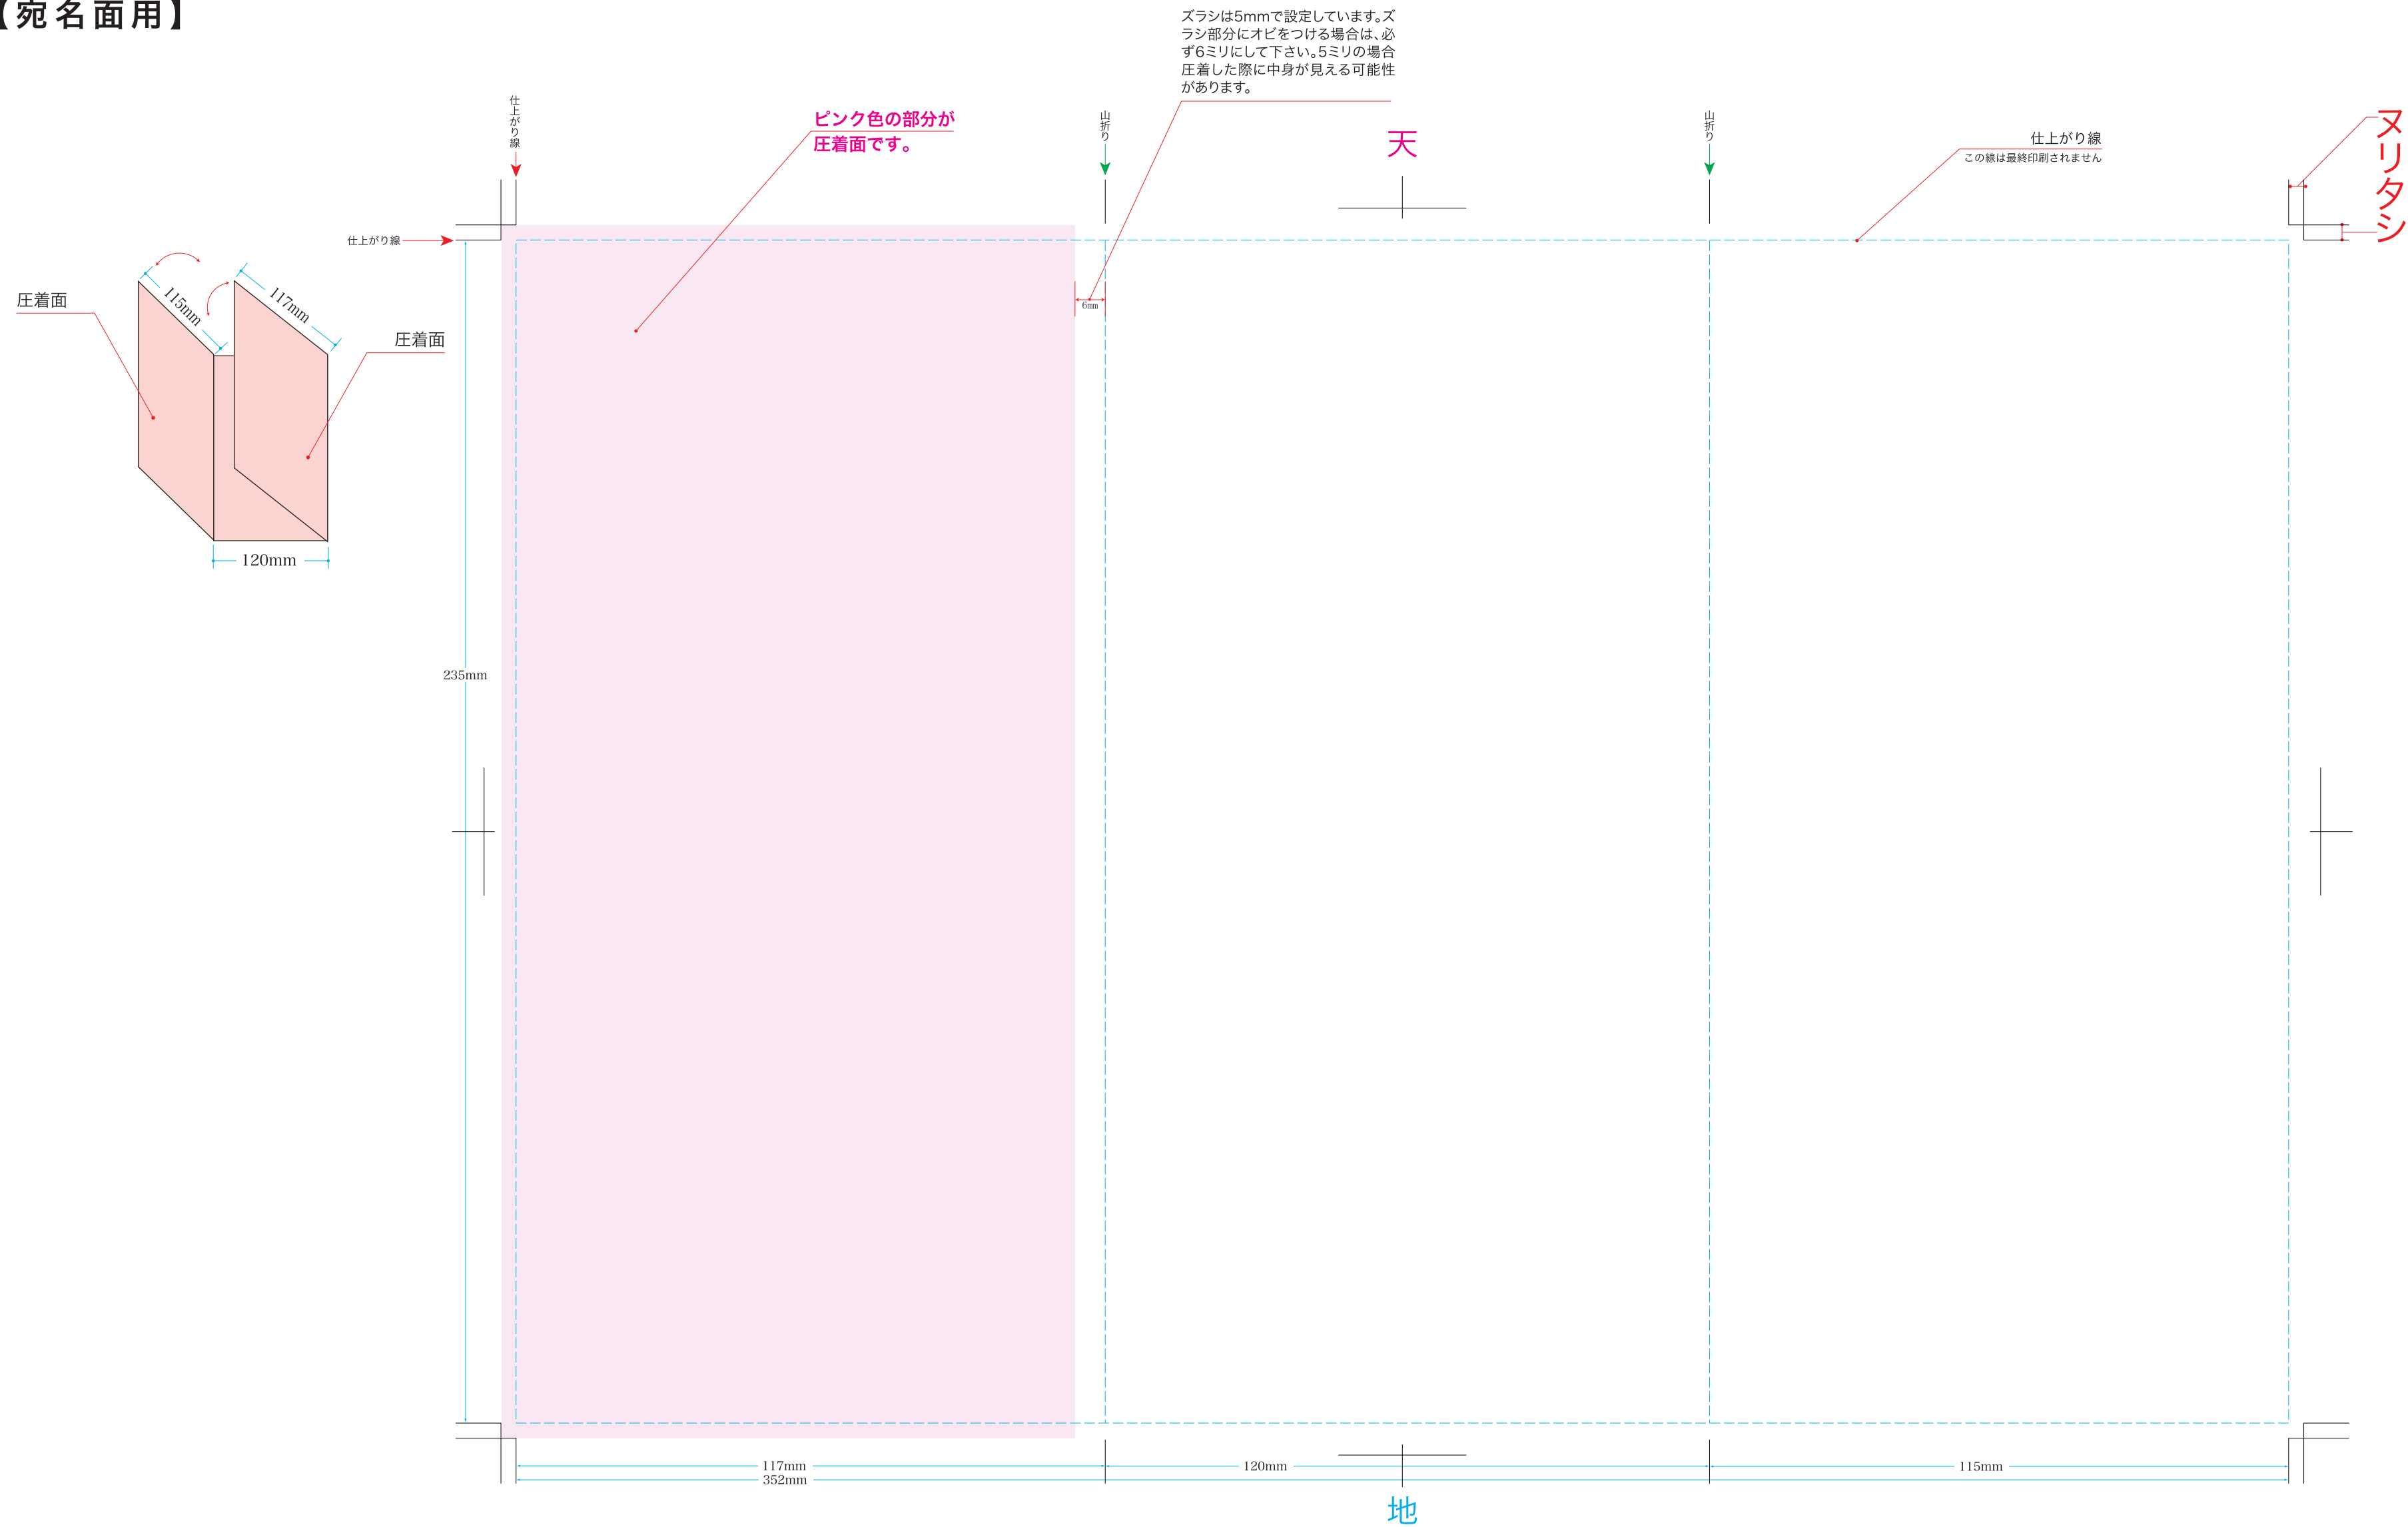 【宛名面用】
ズラシは5mmで設定しています。ズ
ラシ部分にオビをつける場合は、必
ず6ミリにして下さい。5ミリの場合
圧着した際に中身が見える可能性
があります。
仕上がり線
ピンク色の部分が
圧着面です。
山折り
天
山折り
仕上がり線
この線は最終印刷されません
ヌリタシ
仕上がり線
圧着面
115mm
117mm
圧着面
6mm
120mm
235mm
117mm
120mm
115mm
352mm
地